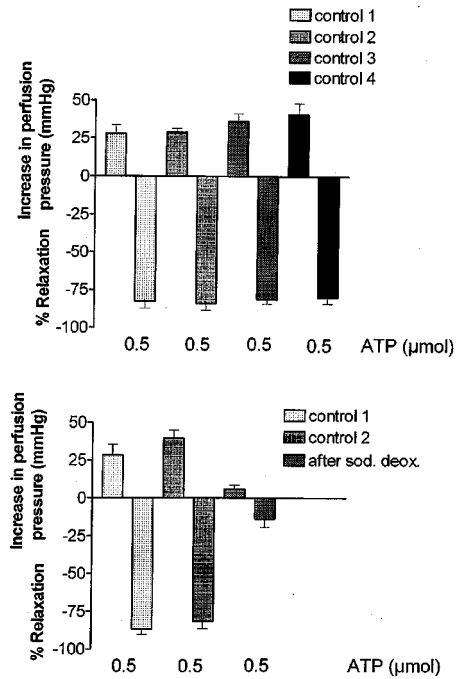 control 1
control 2
control 3
control 4
Increase in perfusion
pressure (mmHg)
% Relaxation
50
25
0
-25
-50
-75
-100
0.5 0.5 0.5 0.5 ATP (µmol)
control 1
control 2
after sod. deox.
Increase in perfusion
pressure (mmHg)
% Relaxation
50
25
0
-25
-50
-75
-100
0.5 0.5 0.5 ATP (µmol)